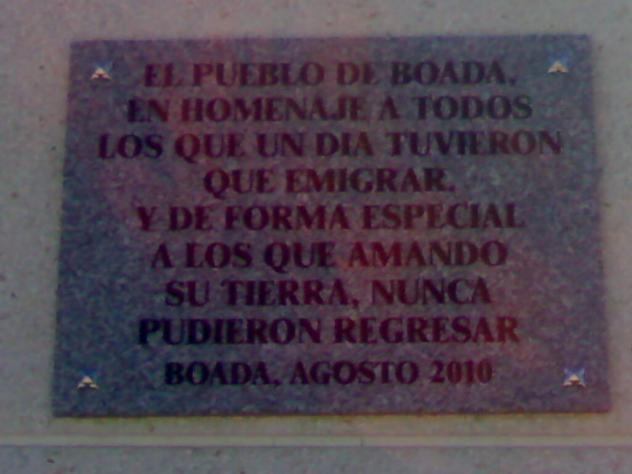 EL PUEBLO DE BOADA,
EN HOMENAJE A TODOS
LOS QUE UN DIA TUVIERON
QUE EMIGRAR.
Y DE FORMA ESPECIAL
A LOS QUE AMANDO
SU TIERRA, NUNCA
PUDIERON REGRESAR
BOADA, AGOSTO 2010